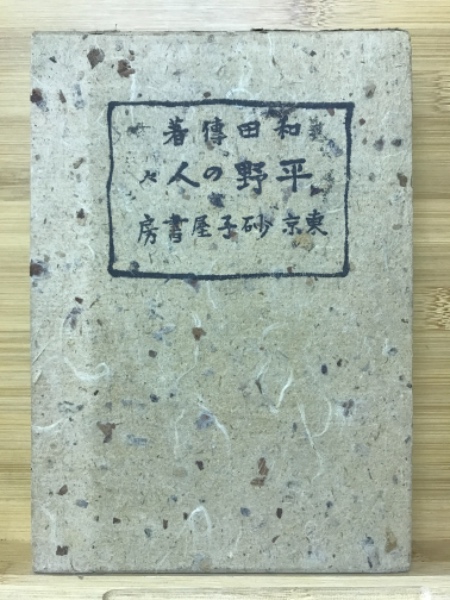 和田傳著
平野の人々
東京砂子屋書房